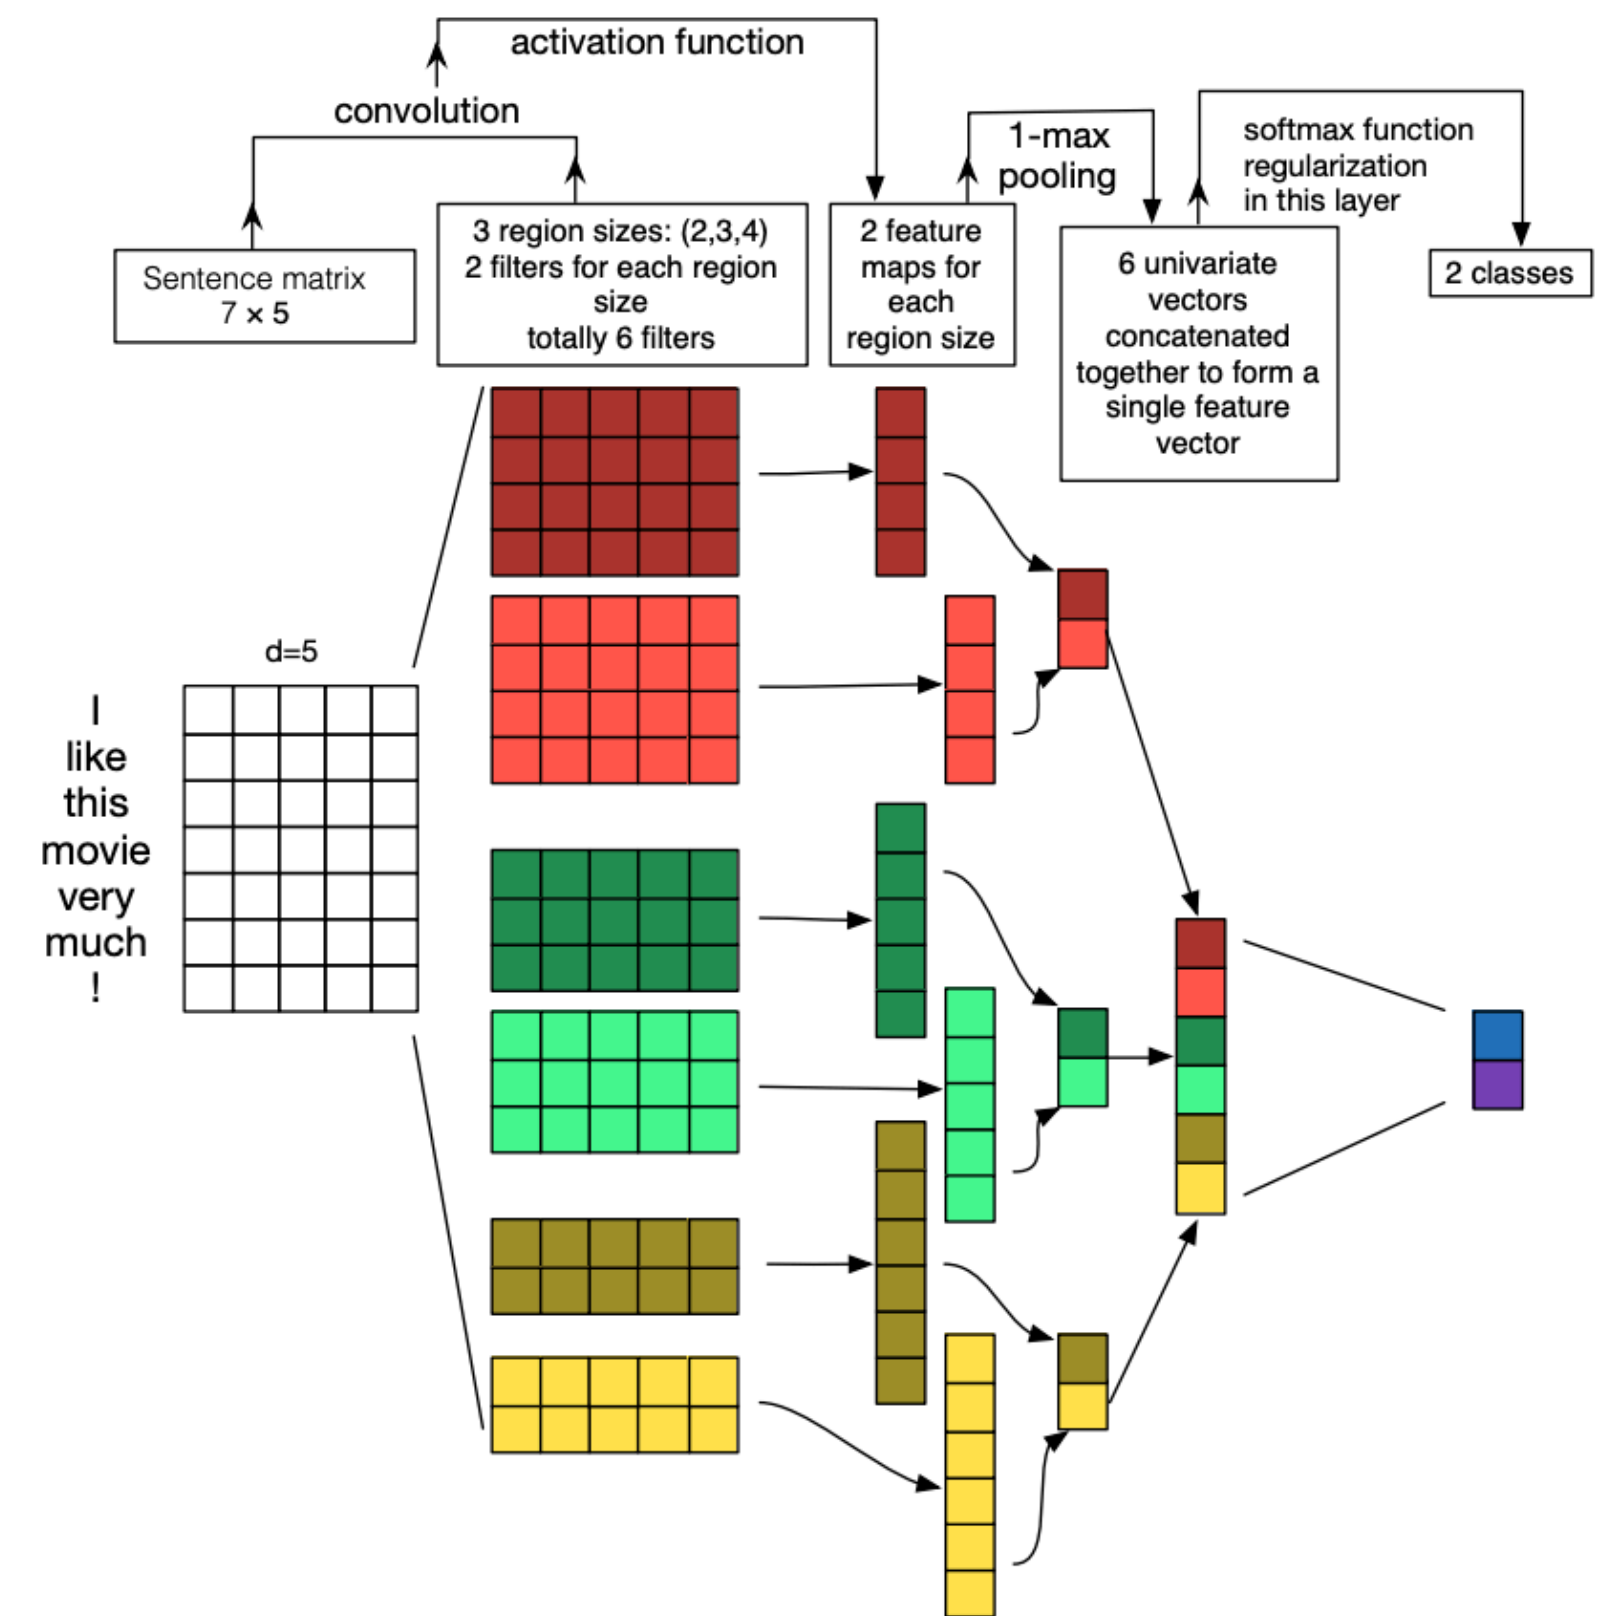 activation function
convolution
1-max
pooling
softmax function
regularization
in this layer
Sentence matrix
7 × 5
3 region sizes: (2,3,4)
2 filters for each region
size
totally 6 filters
2 feature
maps for
each
region size
6 univariate
vectors
concatenated
together to form a
single feature
vector
2 classes
d=5
I
like
this
movie
very
much
!